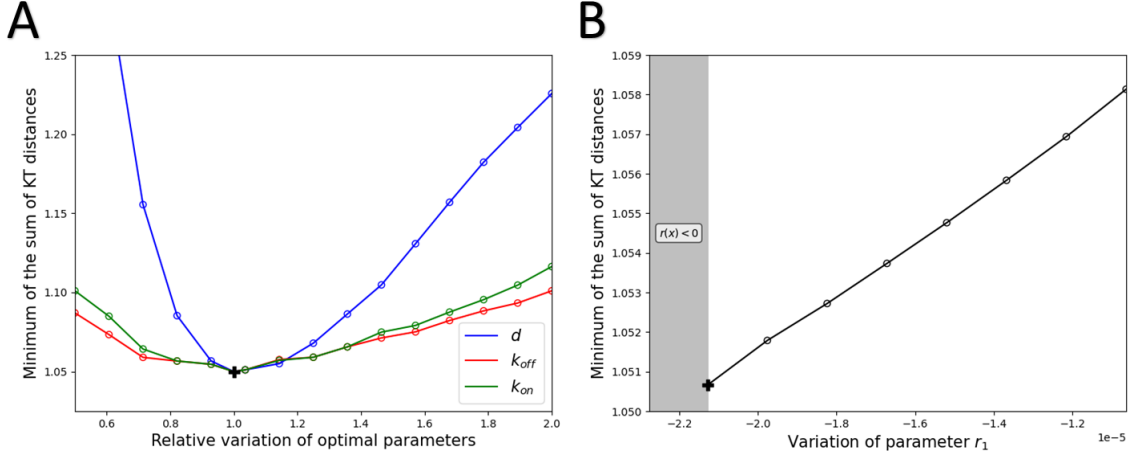 A
B
Minimum of the sum of KT distances
1.25
1.20
1.15
1.10
1.05
0.6 0.8 1.0 1.2 1.4 1.6 1.8 2.0
Relative variation of optimal parameters
d
k_off
k_on
Minimum of the sum of KT distances
1.059
1.058
1.057
1.056
1.055
1.054
1.053
1.052
1.051
1.050
r(x) < 0
−2.2 −2.0 −1.8 −1.6 −1.4 −1.2
1e−5
Variation of parameter r₁